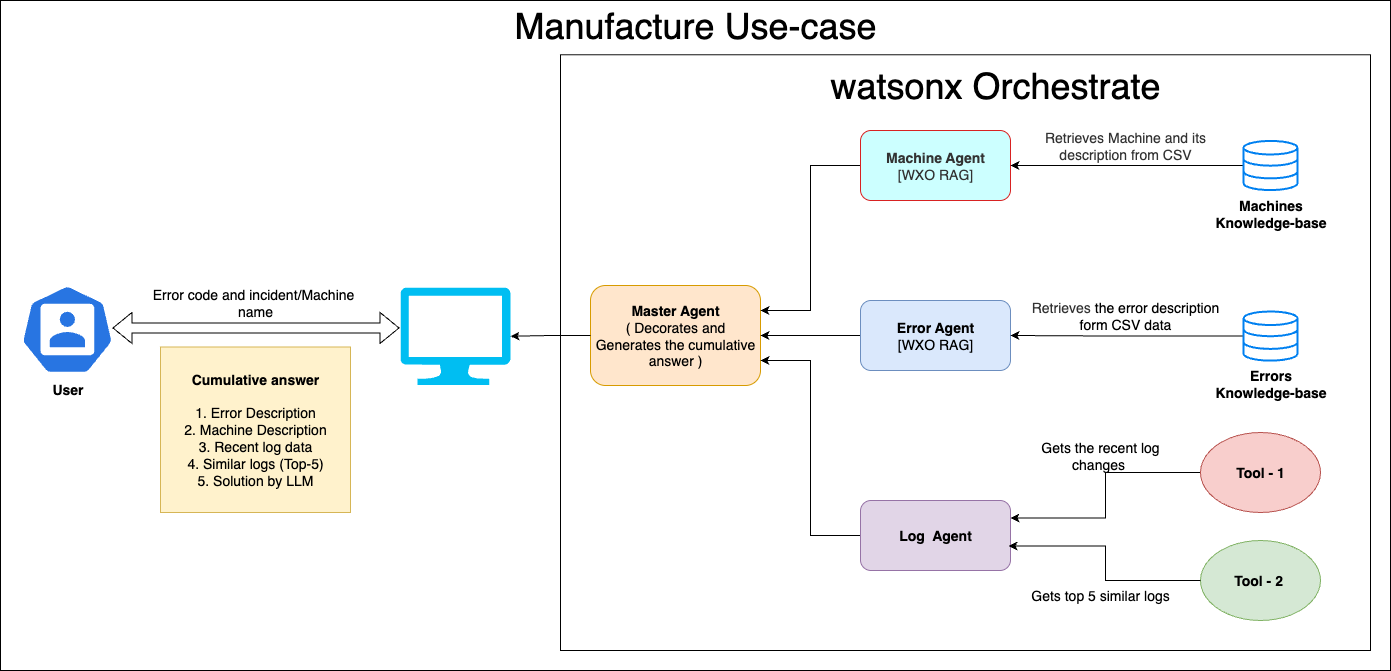 Manufacture Use-case
watsonx Orchestrate
Machine Agent
[WXO RAG]
Retrieves Machine and its
description from CSV
Machines
Knowledge-base
Error code and incident/Machine
name
User
Cumulative answer
1. Error Description
2. Machine Description
3. Recent log data
4. Similar logs (Top-5)
5. Solution by LLM
Master Agent
( Decorates and
Generates the cumulative
answer )
Error Agent
[WXO RAG]
Retrieves the error description
form CSV data
Errors
Knowledge-base
Log Agent
Gets the recent log
changes
Tool - 1
Gets top 5 similar logs
Tool - 2